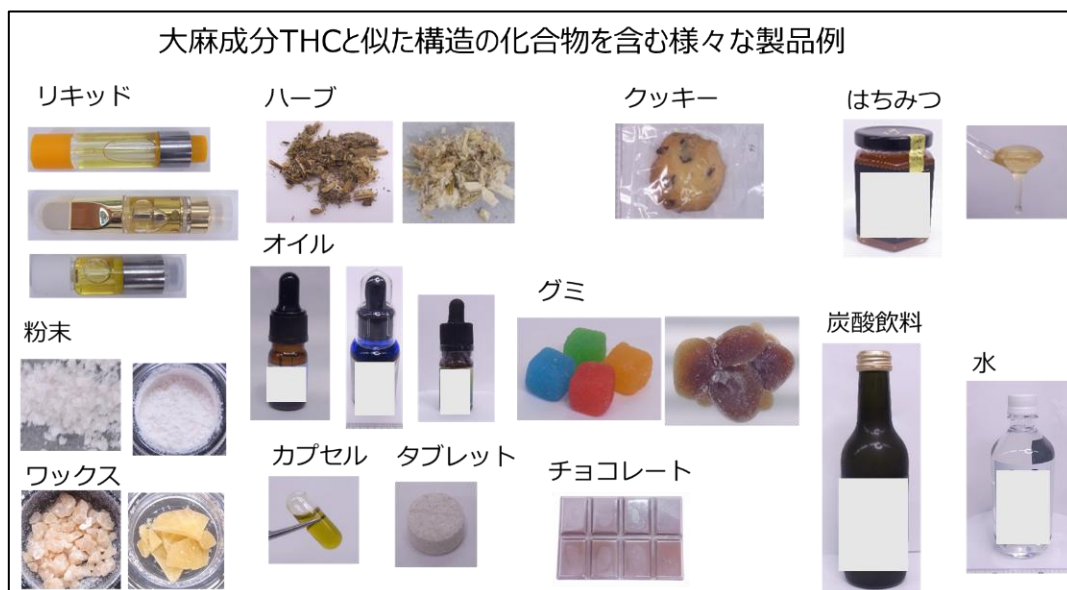 大麻成分THCと似た構造の化合物を含む様々な製品例
リキッド
ハーブ
クッキー
はちみつ
オイル
グミ
粉末
炭酸飲料
水
カプセル
タブレット
ワックス
チョコレート